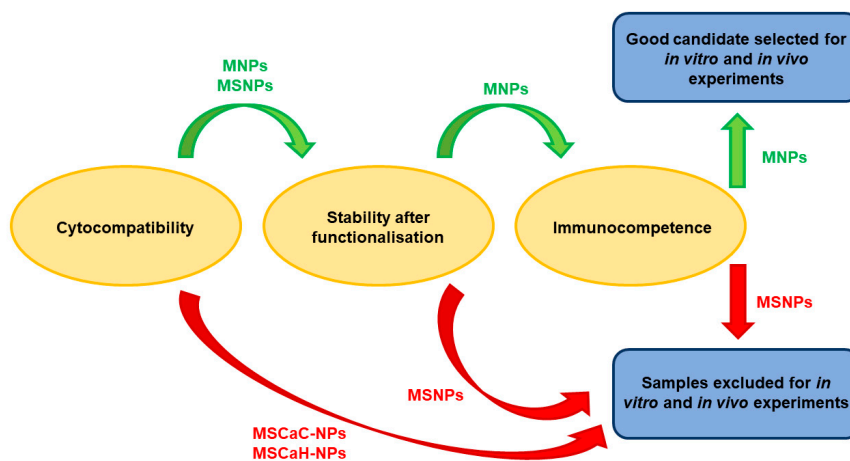 Good candidate selected for
in vitro and in vivo
experiments
MNPs
MSNPs
MNPs
MNPs
Cytocompatibility
Stability after
functionalisation
Immunocompetence
MSNPs
MSNPs
Samples excluded for in
vitro and in vivo experiments
MSCaC-NPs
MSCaH-NPs